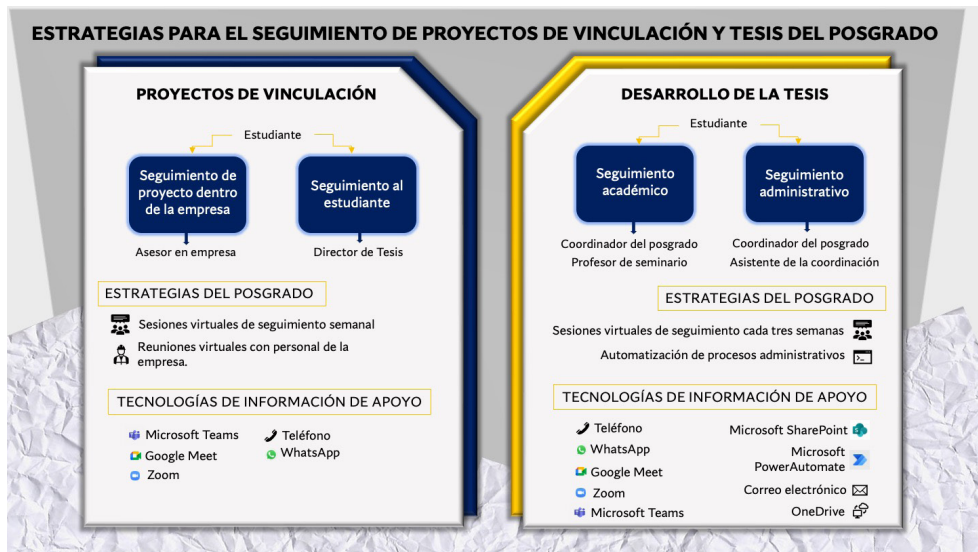 ESTRATEGIAS PARA EL SEGUIMIENTO DE PROYECTOS DE VINCULACIÓN Y TESIS DEL POSGRADO
PROYECTOS DE VINCULACIÓN
Estudiante
Seguimiento de
proyecto dentro
de la empresa
Seguimiento al
estudiante
Asesor en empresa
Director de Tesis
ESTRATEGIAS DEL POSGRADO
Sesiones virtuales de seguimiento semanal
Reuniones virtuales con personal de la
empresa.
TECNOLOGÍAS DE INFORMACIÓN DE APOYO
Microsoft Teams
Google Meet
Zoom
Teléfono
WhatsApp
DESARROLLO DE LA TESIS
Estudiante
Seguimiento
académico
Seguimiento
administrativo
Coordinador del posgrado
Profesor de seminario
Coordinador del posgrado
Asistente de la coordinación
ESTRATEGIAS DEL POSGRADO
Sesiones virtuales de seguimiento cada tres semanas
Automatización de procesos administrativos
TECNOLOGÍAS DE INFORMACIÓN DE APOYO
Teléfono
WhatsApp
Google Meet
Zoom
Microsoft Teams
Microsoft SharePoint
Microsoft
PowerAutomate
Correo electrónico
OneDrive